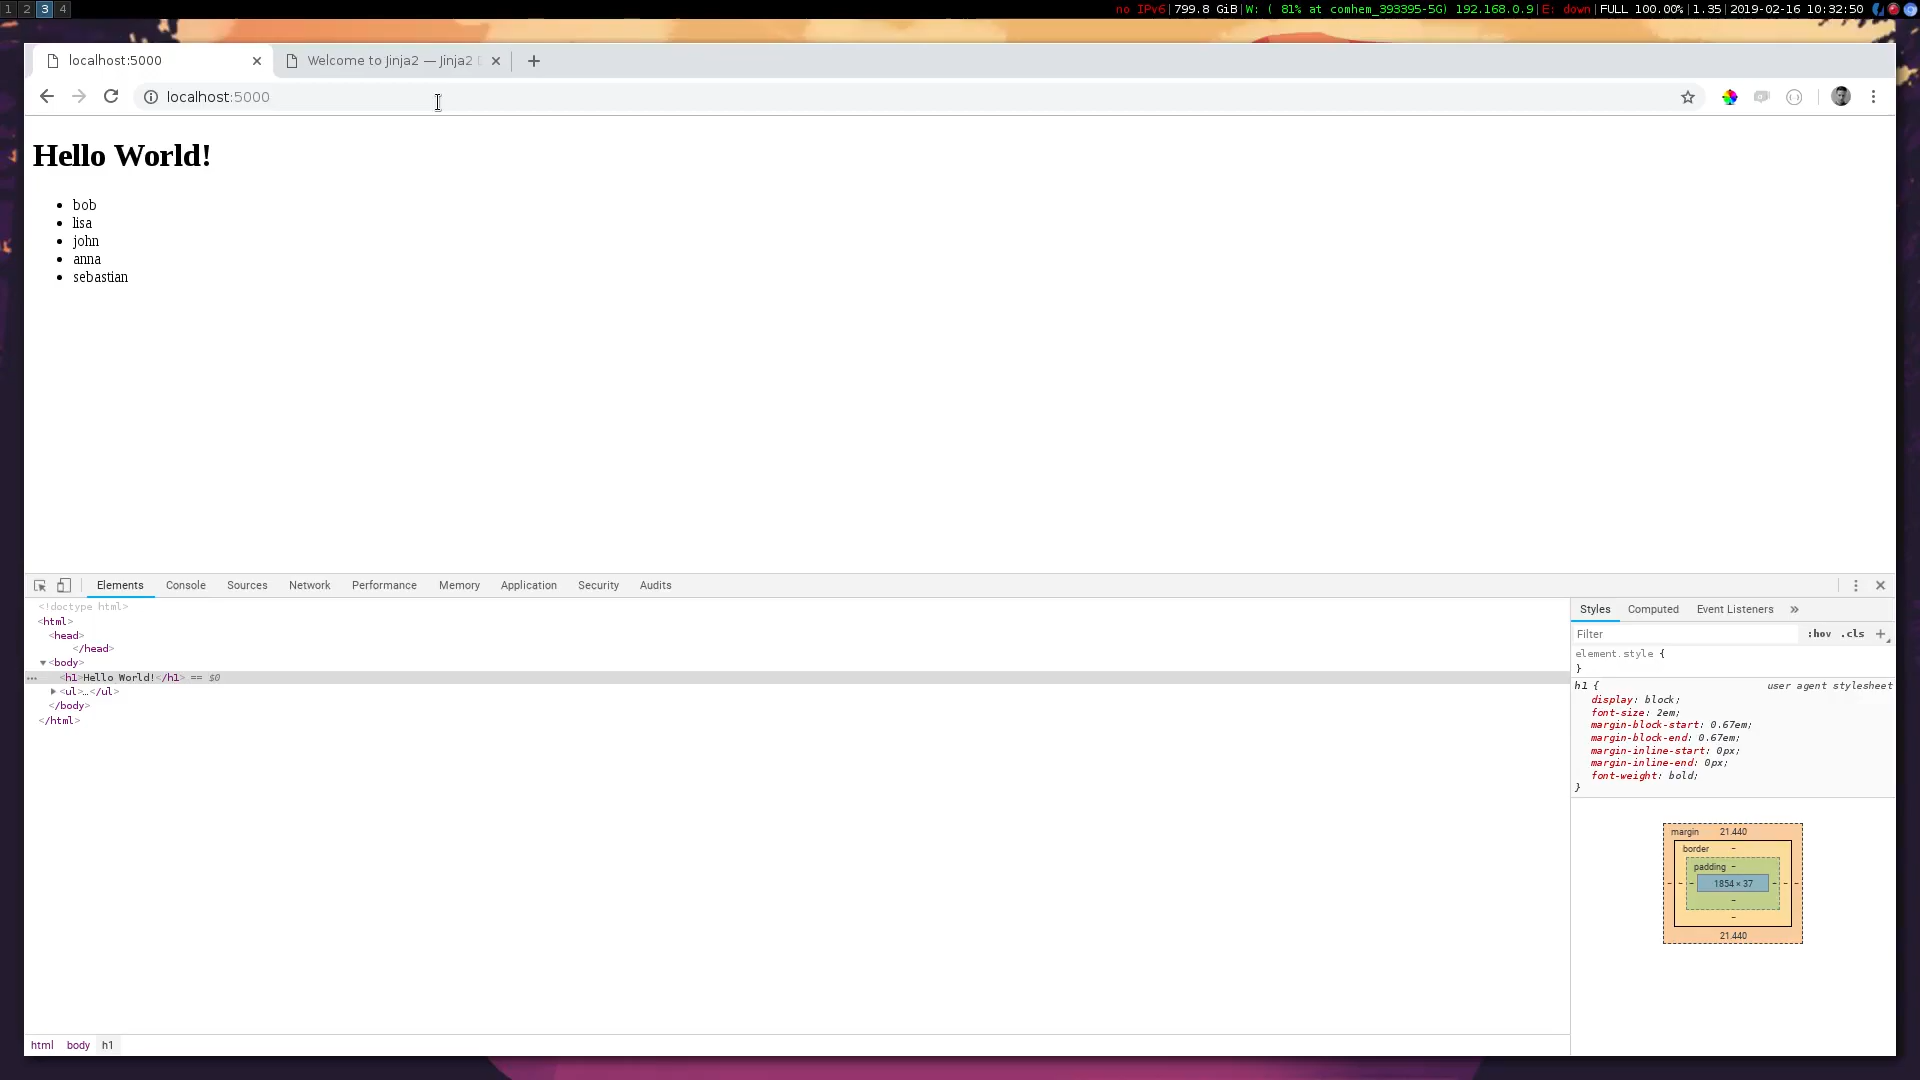 1 2 3 4
no IPv6|799.8 GiB|W: ( 81% at comhem_393395-5G) 192.168.0.9|E: down|FULL 100.00%|1.35|2019-02-16 10:32:50
localhost:5000 Welcome to Jinja2 — Jinja2
localhost:5000
Hello World!
• bob
• lisa
• john
• anna
• sebastian
Elements Console Sources Network Performance Memory Application Security Audits
<!doctype html>
<html>
<head>
</head>
<body>
<h1>Hello World!</h1> == $0
<ul>…</ul>
</body>
</html>
html body h1
Styles Computed Event Listeners »
Filter :hov .cls +
element.style {
}
h1 { user agent stylesheet
display: block;
font-size: 2em;
margin-block-start: 0.67em;
margin-block-end: 0.67em;
margin-inline-start: 0px;
margin-inline-end: 0px;
font-weight: bold;
}
margin 21.440
border -
padding -
- - - 1854 × 37 - - -
-
-
21.440